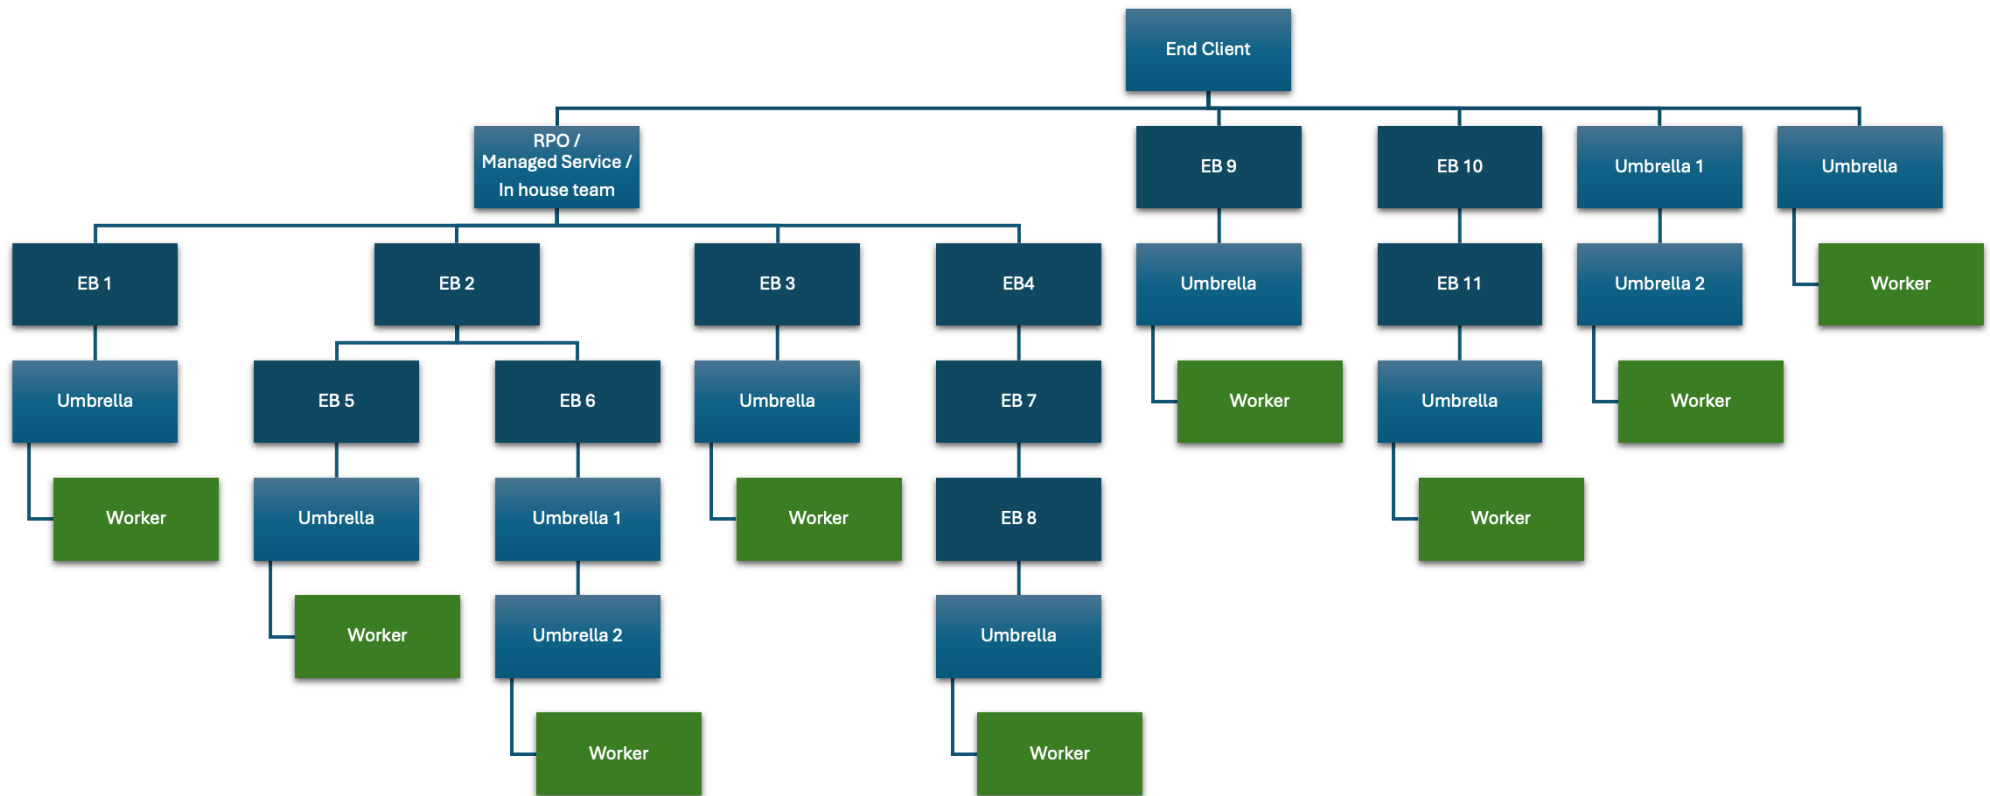 End Client
RPO /
Managed Service /
In house team
EB 9
EB 10
Umbrella 1
Umbrella
EB 1
EB 2
EB 3
EB4
Umbrella
EB 11
Umbrella 2
Worker
Umbrella
EB 5
EB 6
Umbrella
EB 7
Worker
Umbrella
Worker
Worker
Umbrella
Umbrella 1
Worker
EB 8
Worker
Worker
Umbrella 2
Umbrella
Worker
Worker